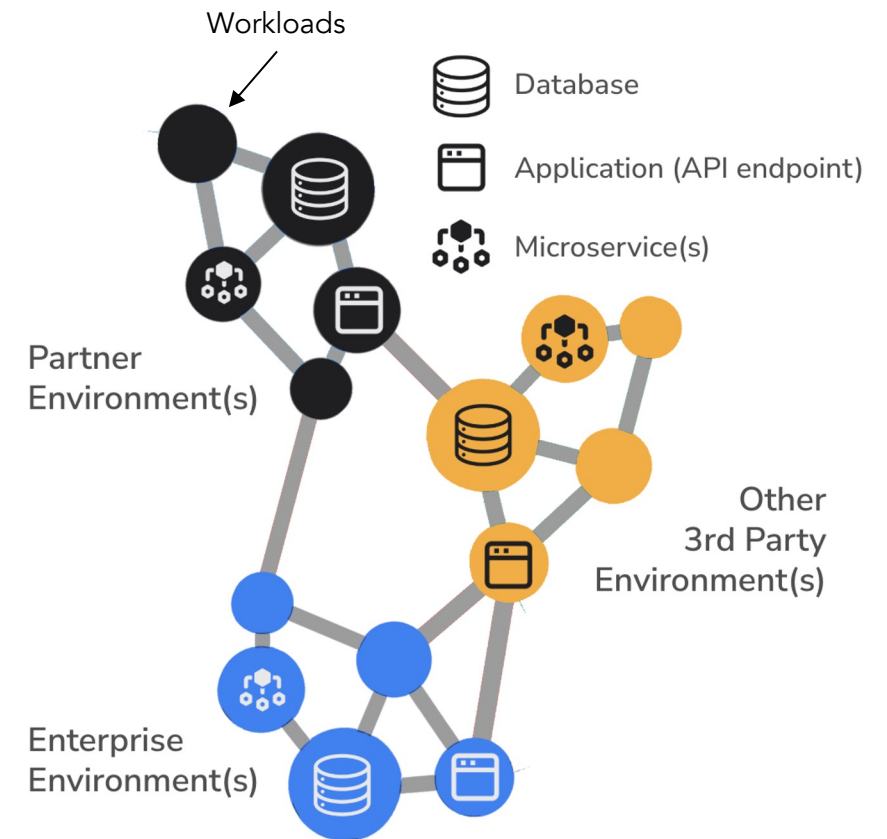 Workloads
Database
Application (API endpoint)
Microservice(s)
Partner
Environment(s)
Other
3rd Party
Environment(s)
Enterprise
Environment(s)